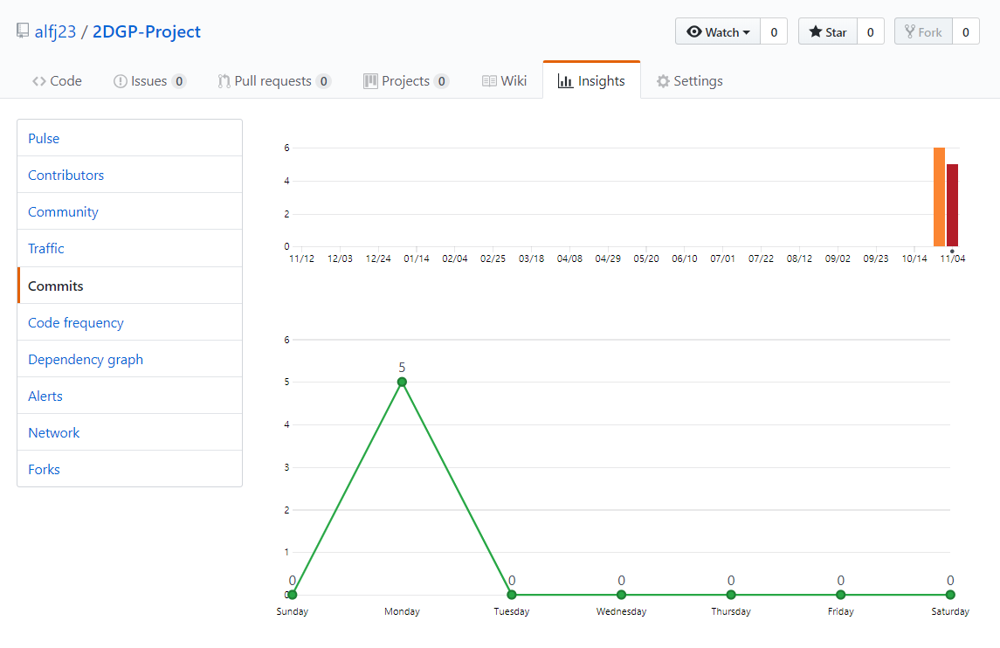 alfj23 / 2DGP-Project
Watch 0 Star 0 Fork 0
Code Issues 0 Pull requests 0 Projects 0 Wiki Insights Settings
Pulse
Contributors
Community
Traffic
Commits
Code frequency
Dependency graph
Alerts
Network
Forks
6
4
2
0
11/12 12/03 12/24 01/14 02/04 02/25 03/18 04/08 04/29 05/20 06/10 07/01 07/22 08/12 09/02 09/23 10/14 11/04
6
5
5
4
3
2
1
0 0 0 0 0 0
0
Sunday Monday Tuesday Wednesday Thursday Friday Saturday